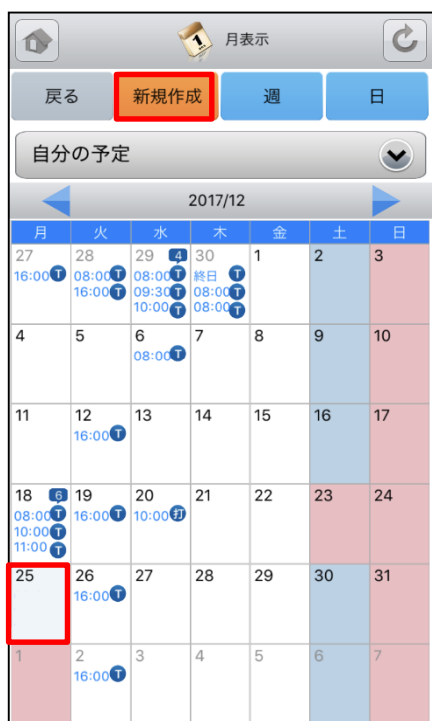 月表示
戻る 新規作成 週 日
自分の予定
2017/12
月 火 水 木 金 土 日
27 28 29 4 30 1 2 3
16:00 T 08:00 T 08:00 T 終日 T
16:00 T 09:30 T 08:00 T
10:00 T 08:00 T
4 5 6 7 8 9 10
08:00 T
11 12 13 14 15 16 17
16:00 T
18 6 19 20 21 22 23 24
08:00 T 16:00 T 10:00 打
10:00 T
11:00 T
25 26 27 28 29 30 31
16:00 T
1 2 3 4 5 6 7
16:00 T